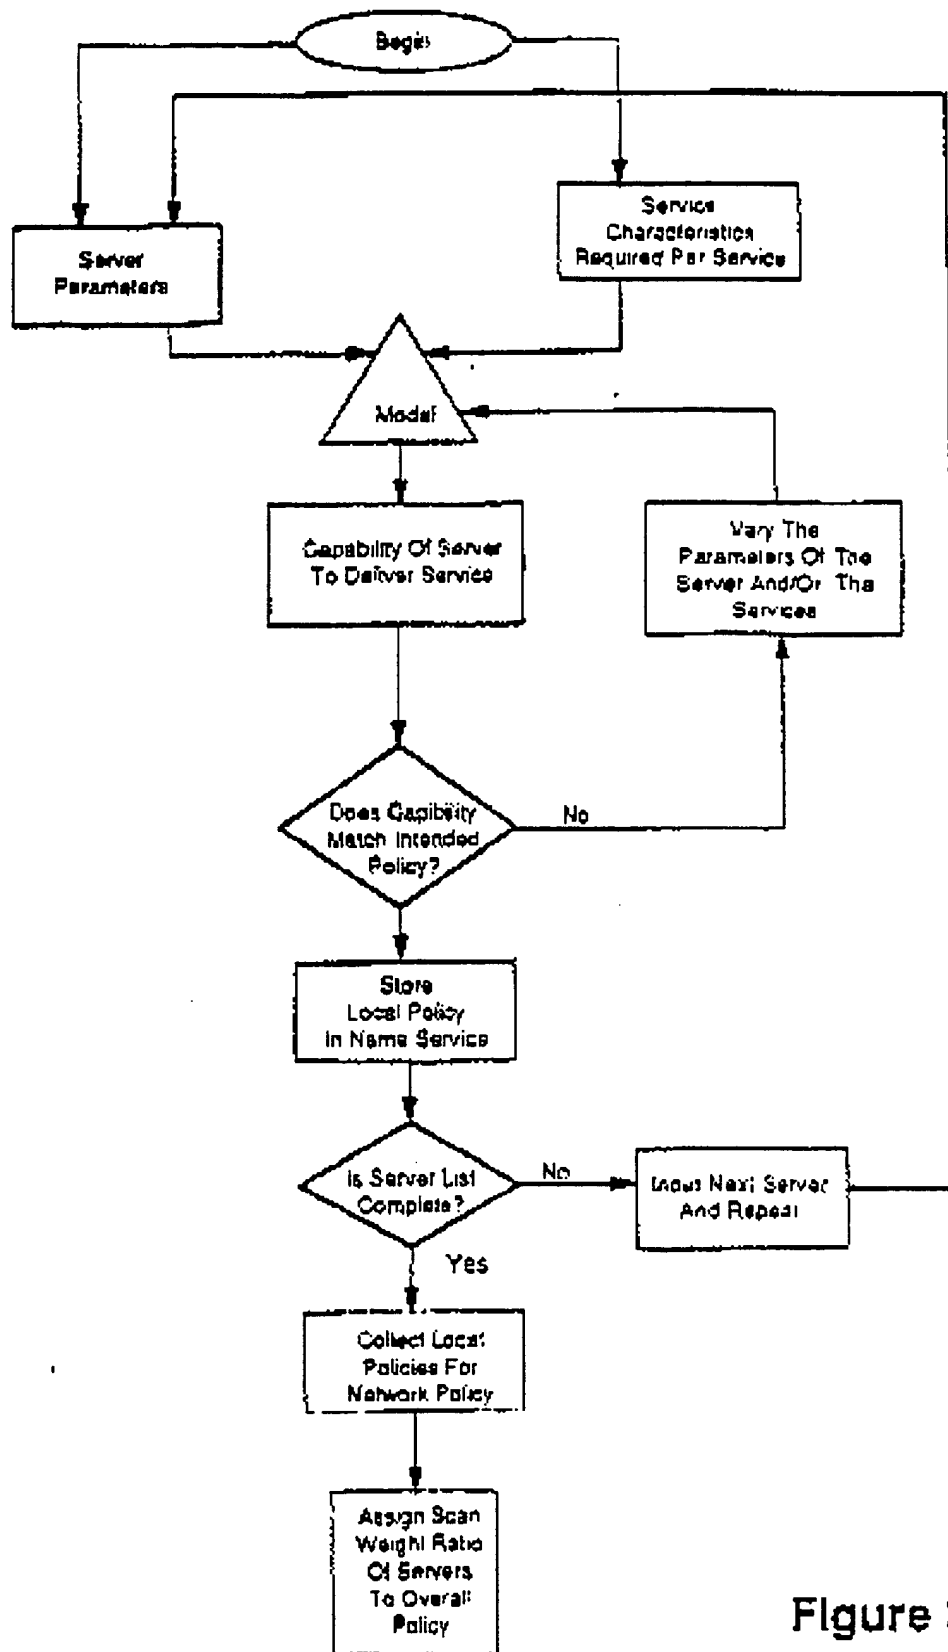 Begin
Server
Parameters
Service
Characteristics
Required Per Service
Model
Capability Of Server
To Deliver Service
Vary The
Parameters Of The
Server And/Or The
Services
Does Capibility
Match Intended
Policy?
No
Store
Local Policy
In Name Service
Is Server List
Complete?
No
Input Next Server
And Repeat
Yes
Collect Local
Policies For
Network Policy
Assign Scan
Weight Ratio
Of Servers
To Overall
Policy
Figure